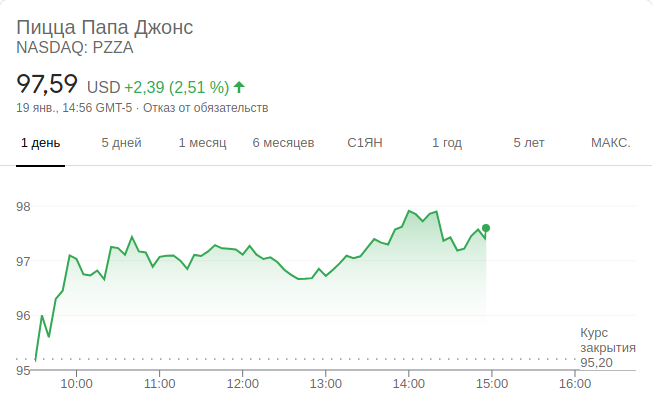 Пицца Папа Джонс
NASDAQ: PZZA
97,59 USD +2,39 (2,51 %)
19 янв., 14:56 GMT-5 · Отказ от обязательств
1 день 5 дней 1 месяц 6 месяцев С1ЯН 1 год 5 лет МАКС.
98
97
96
Курс
закрытия
95,20
95
10:00 11:00 12:00 13:00 14:00 15:00 16:00